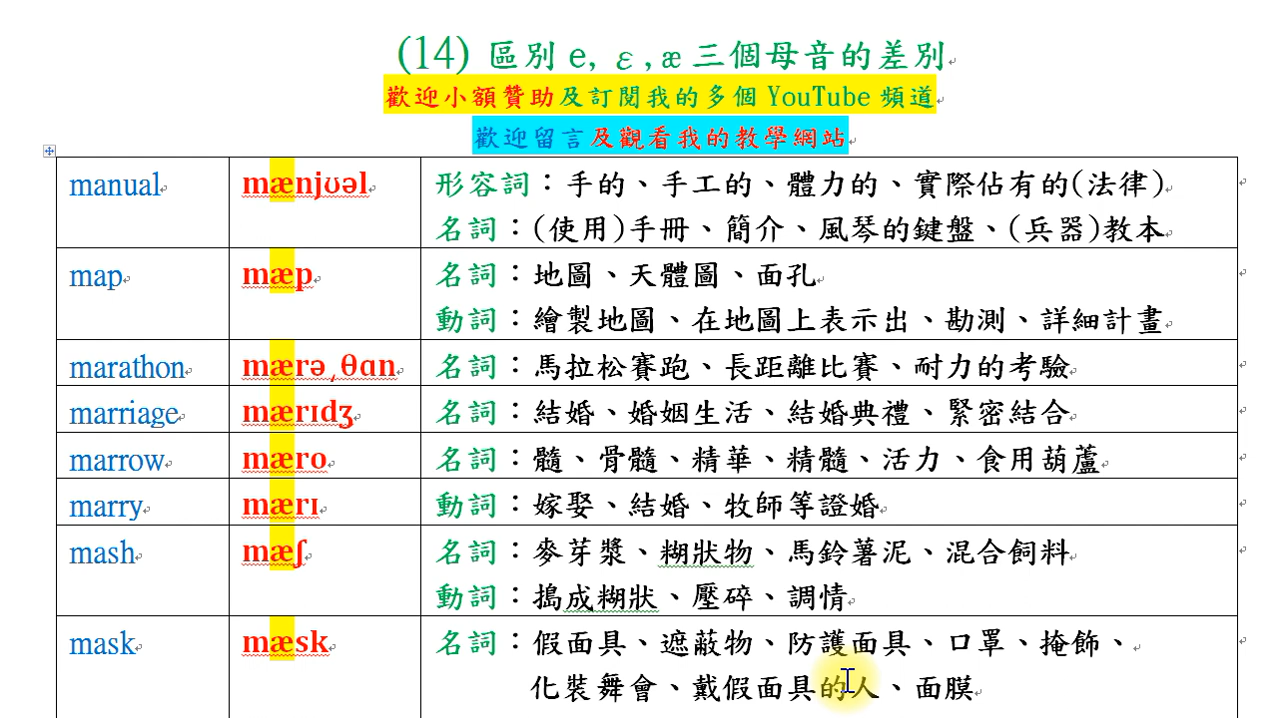 (14) 區別 e, ε ,æ 三個母音的差別
歡迎小額贊助及訂閱我的多個 YouTube 頻道
歡迎留言及觀看我的教學網站
manual mænjʊəl 形容詞：手的、手工的、體力的、實際佔有的(法律)
名詞：(使用)手冊、簡介、風琴的鍵盤、(兵器)教本
map mæp 名詞：地圖、天體圖、面孔
動詞：繪製地圖、在地圖上表示出、勘測、詳細計畫
marathon mærəˌθɑn 名詞：馬拉松賽跑、長距離比賽、耐力的考驗
marriage mærɪdʒ 名詞：結婚、婚姻生活、結婚典禮、緊密結合
marrow mæro 名詞：髓、骨髓、精華、精髓、活力、食用葫蘆
marry mærɪ 動詞：嫁娶、結婚、牧師等證婚
mash mæʃ 名詞：麥芽漿、糊狀物、馬鈴薯泥、混合飼料
動詞：搗成糊狀、壓碎、調情
mask mæsk 名詞：假面具、遮蔽物、防護面具、口罩、掩飾、
化裝舞會、戴假面具的人、面膜